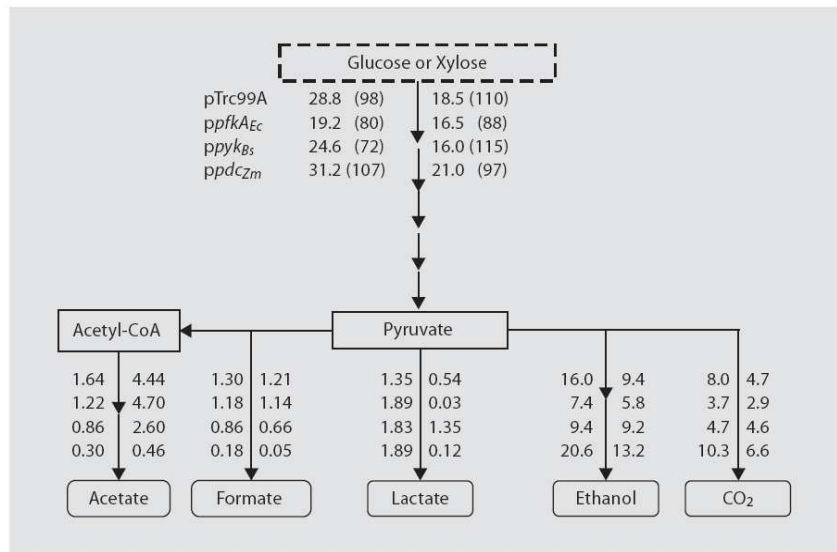 Glucose or Xylose
pTrc99A 28.8 (98) 18.5 (110)
ppfkAEc 19.2 (80) 16.5 (88)
ppykBs 24.6 (72) 16.0 (115)
ppdcZm 31.2 (107) 21.0 (97)
Acetyl-CoA Pyruvate
1.64 4.44 1.30 1.21 1.35 0.54 16.0 9.4 8.0 4.7
1.22 4.70 1.18 1.14 1.89 0.03 7.4 5.8 3.7 2.9
0.86 2.60 0.86 0.66 1.83 1.35 9.4 9.2 4.7 4.6
0.30 0.46 0.18 0.05 1.89 0.12 20.6 13.2 10.3 6.6
Acetate Formate Lactate Ethanol CO₂